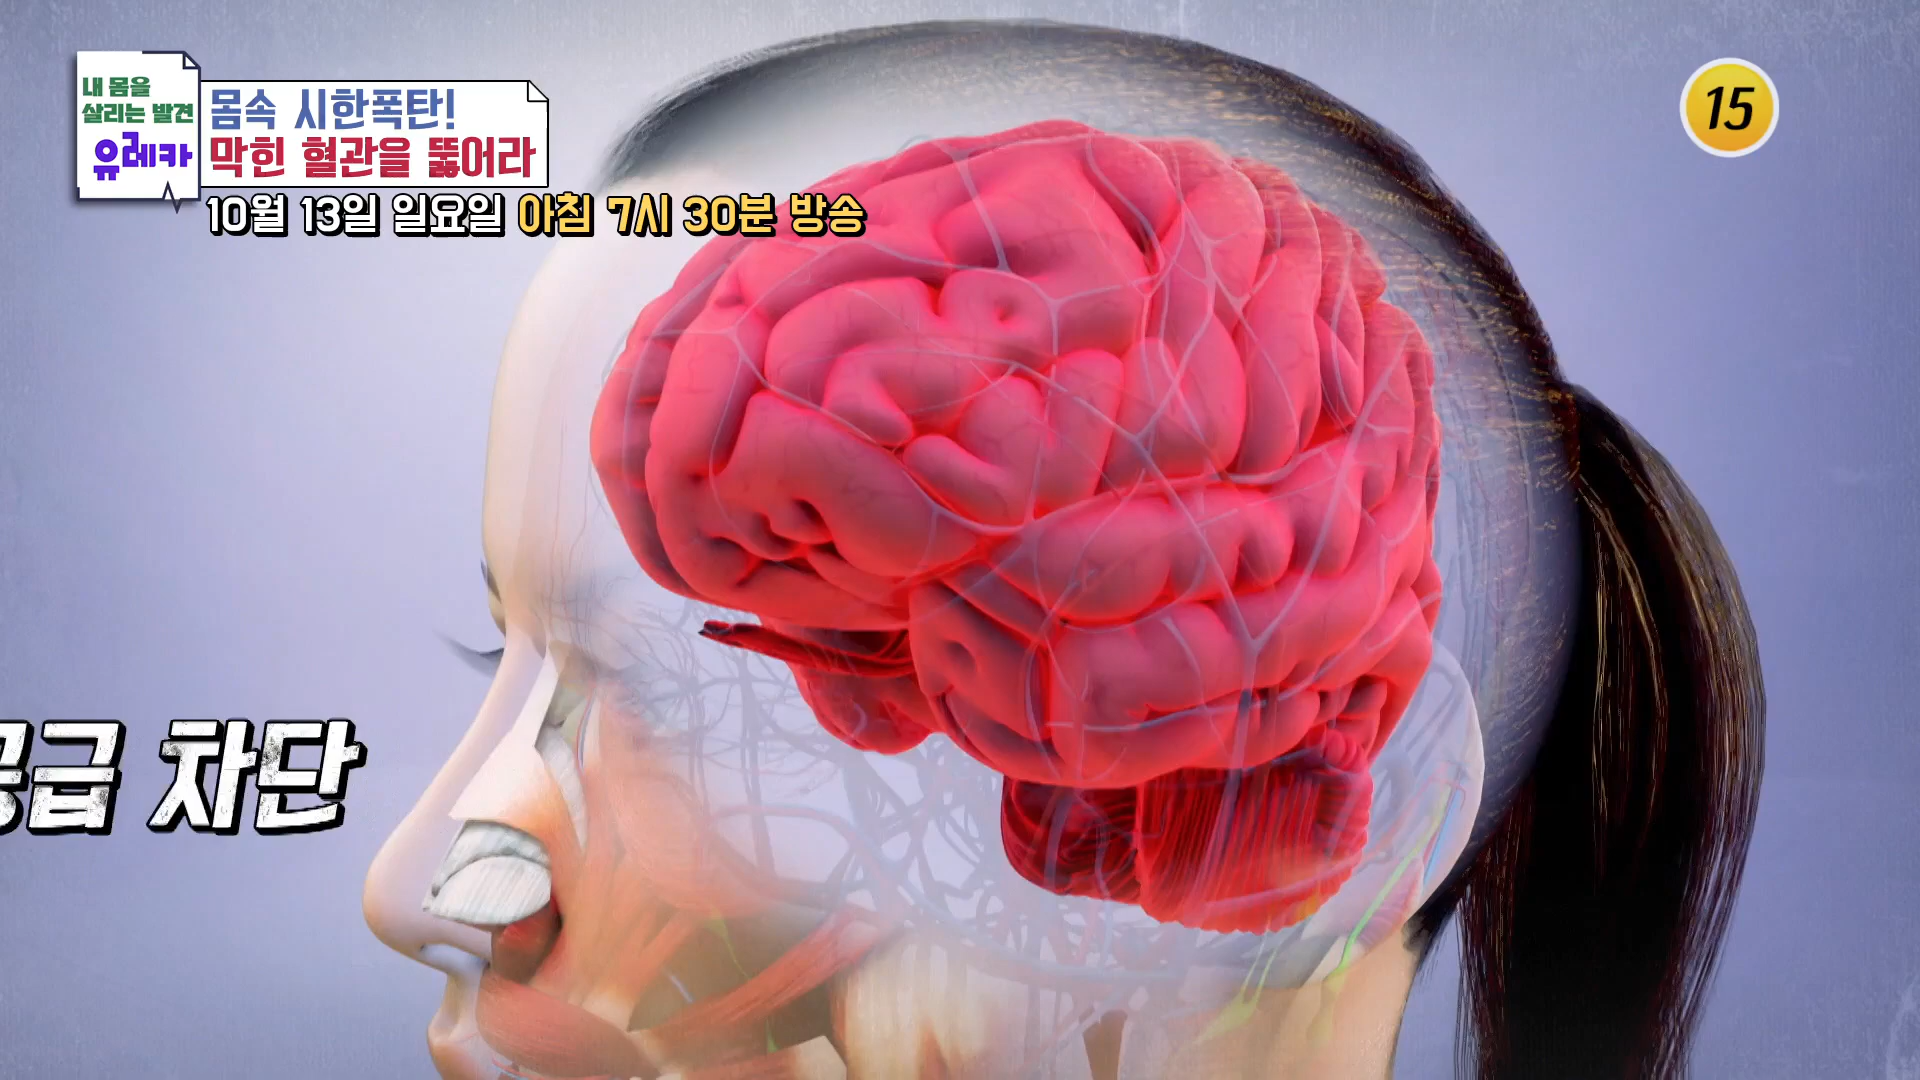 내 몸을
살리는 발견
유레카
몸속 시한폭탄!
막힌 혈관을 뚫어라
10월 13일 일요일 아침 7시 30분 방송
15
공급 차단